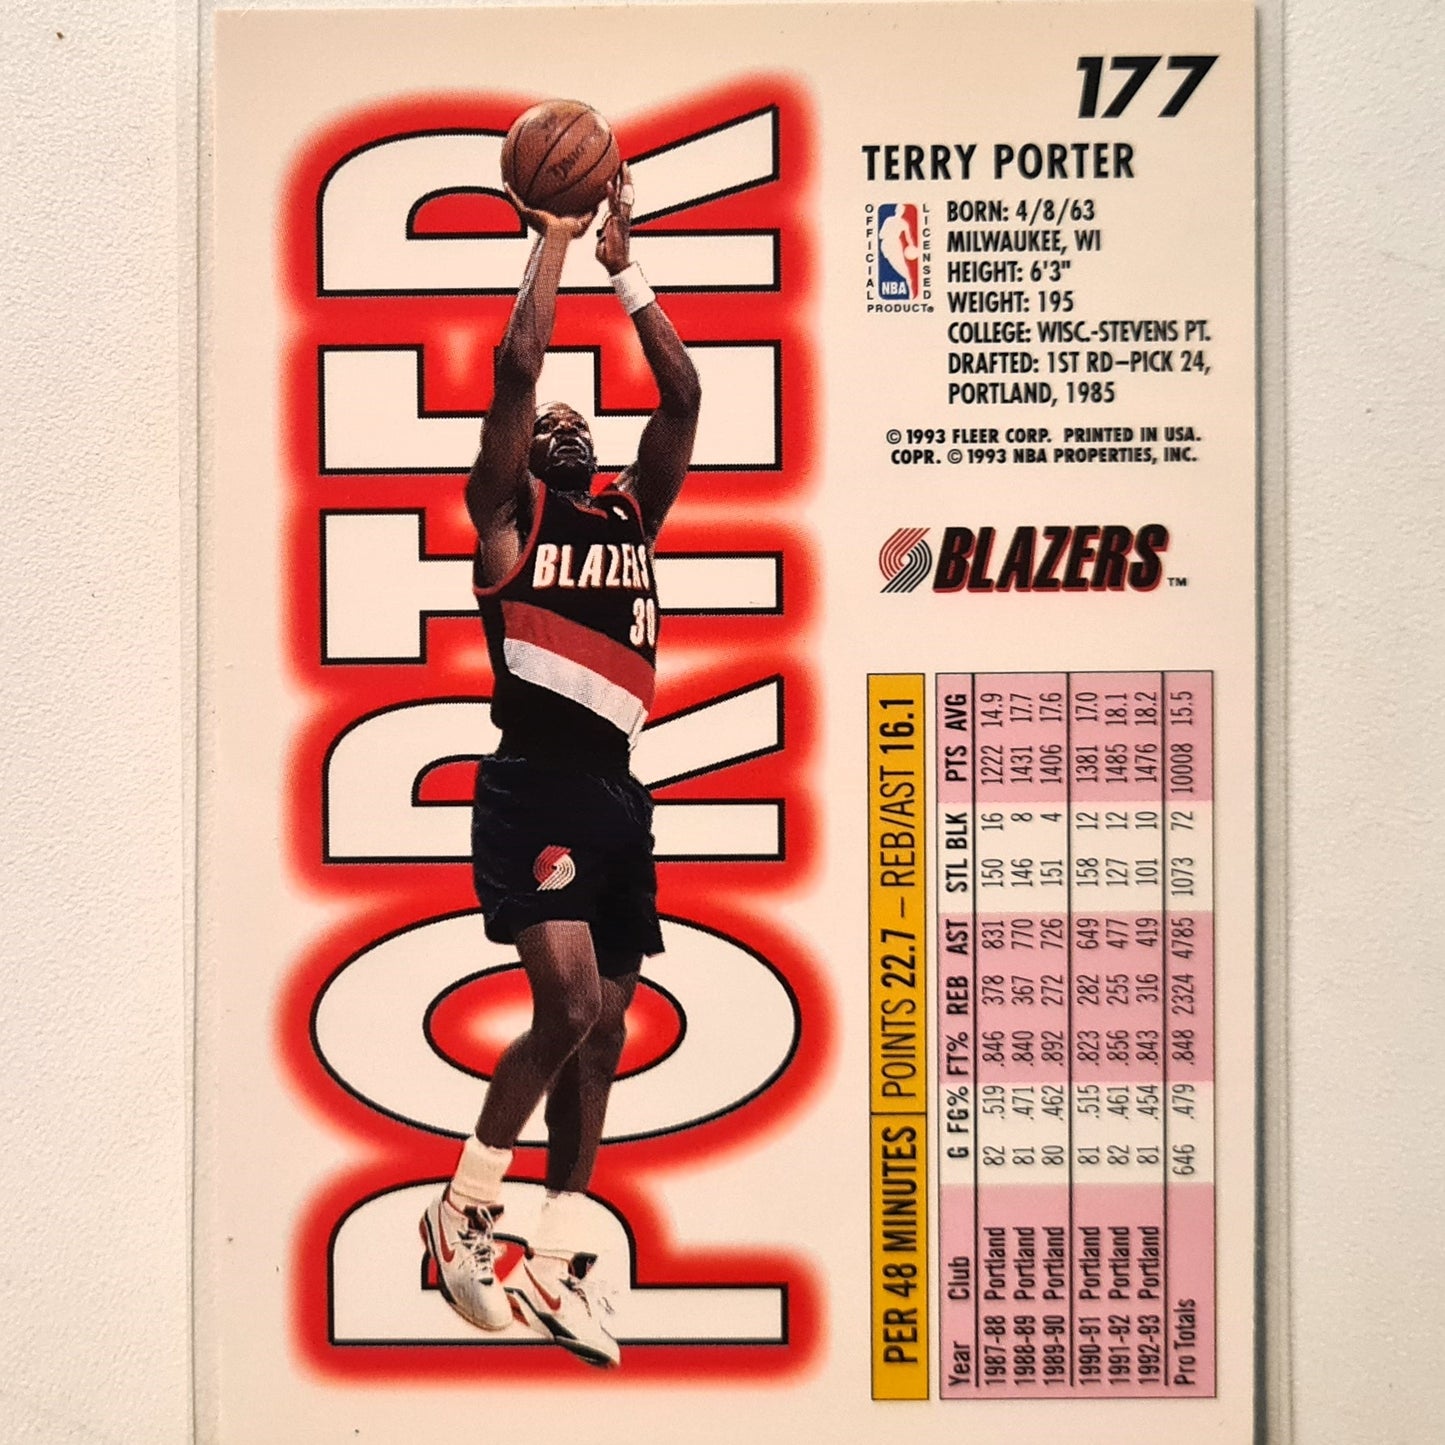 177
TERRY PORTER
OFFICIAL LICENSED
NBA
PRODUCT®
BORN: 4/8/63
MILWAUKEE, WI
HEIGHT: 6'3"
WEIGHT: 195
COLLEGE: WISC.-STEVENS PT.
DRAFTED: 1ST RD–PICK 24,
PORTLAND, 1985
© 1993 FLEER CORP. PRINTED IN USA.
COPR. © 1993 NBA PROPERTIES, INC.
BLAZERS™
PORTER
SPALDING
BLAZERS
30
PER 48 MINUTES POINTS 22.7 – REB/AST 16.1
Year Club G FG% FT% REB AST STL BLK PTS AVG
1987-88 Portland 82 .519 .846 378 831 150 16 1222 14.9
1988-89 Portland 81 .471 .840 367 770 146 8 1431 17.7
1989-90 Portland 80 .462 .892 272 726 151 4 1406 17.6
1990-91 Portland 81 .515 .823 282 649 158 12 1381 17.0
1991-92 Portland 82 .461 .856 255 477 127 12 1485 18.1
1992-93 Portland 81 .454 .843 316 419 101 10 1476 18.2
Pro Totals 646 .479 .848 2324 4785 1073 72 10008 15.5